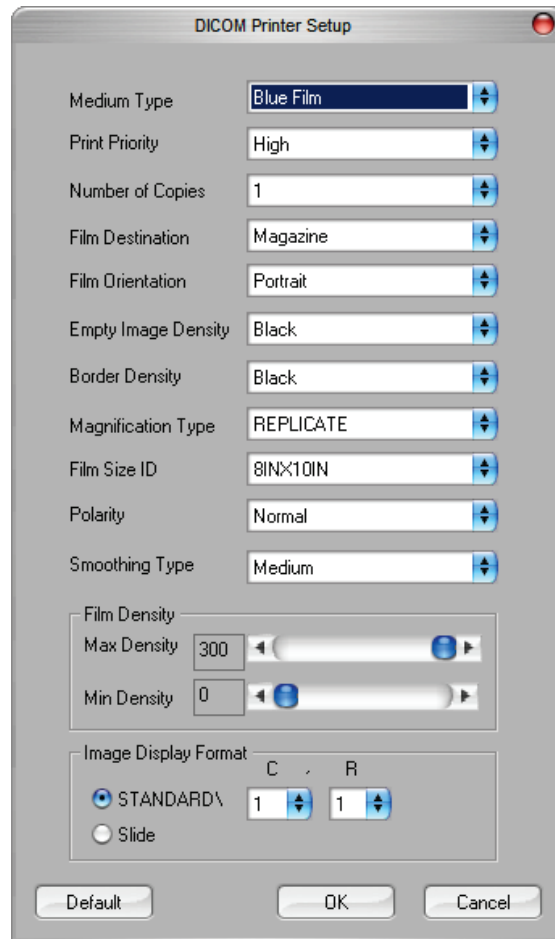 DICOM Printer Setup
Medium Type Blue Film
Print Priority High
Number of Copies 1
Film Destination Magazine
Film Orientation Portrait
Empty Image Density Black
Border Density Black
Magnification Type REPLICATE
Film Size ID 8INX10IN
Polarity Normal
Smoothing Type Medium
Film Density
Max Density 300
Min Density 0
Image Display Format
C , R
STANDARD\ 1 1
Slide
Default OK Cancel